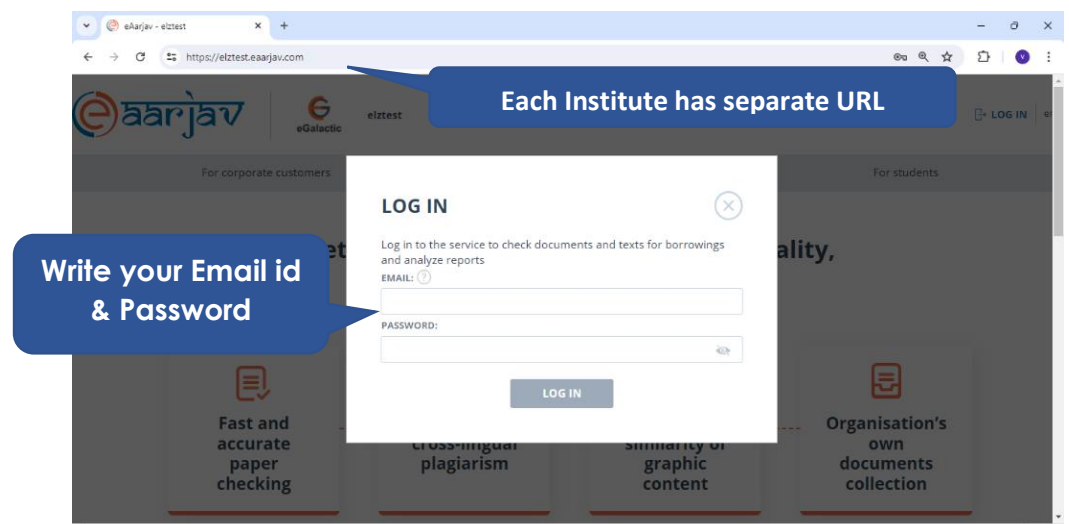 eAarjav - elztest
https://elztest.eaarjav.com
Each Institute has separate URL
eaarjav
G
eGalactic
elztest
LOG IN
For corporate customers
For students
LOG IN
Log in to the service to check documents and texts for borrowings
and analyze reports
EMAIL: ?
PASSWORD:
LOG IN
Write your Email id
& Password
ality,
Fast and
accurate
paper
checking
cross-lingual
plagiarism
similarity of
graphic
content
Organisation's
own
documents
collection